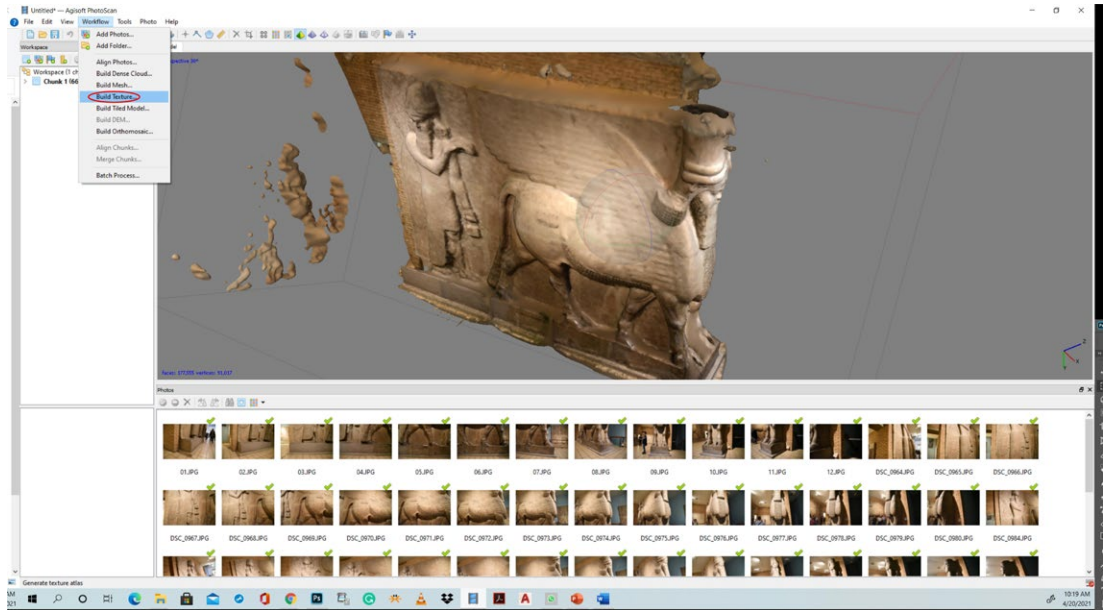 Untitled* — Agisoft PhotoScan
File Edit View Workflow Tools Photo Help
Workspace
Workspace (1 ch
Chunk 1 (66
Add Photos...
Add Folder...
Align Photos...
Build Dense Cloud...
Build Mesh...
Build Texture...
Build Tiled Model...
Build DEM...
Build Orthomosaic...
Align Chunks...
Merge Chunks...
Batch Process...
Photos
01.JPG 02.JPG 03.JPG 04.JPG 05.JPG 06.JPG 07.JPG 08.JPG 09.JPG 10.JPG 11.JPG 12.JPG DSC_0964.JPG DSC_0965.JPG DSC_0966.JPG
DSC_0967.JPG DSC_0968.JPG DSC_0969.JPG DSC_0970.JPG DSC_0971.JPG DSC_0972.JPG DSC_0973.JPG DSC_0974.JPG DSC_0975.JPG DSC_0976.JPG DSC_0977.JPG DSC_0978.JPG DSC_0979.JPG DSC_0980.JPG DSC_0984.JPG
Generate texture atlas
10:19 AM
4/20/2021